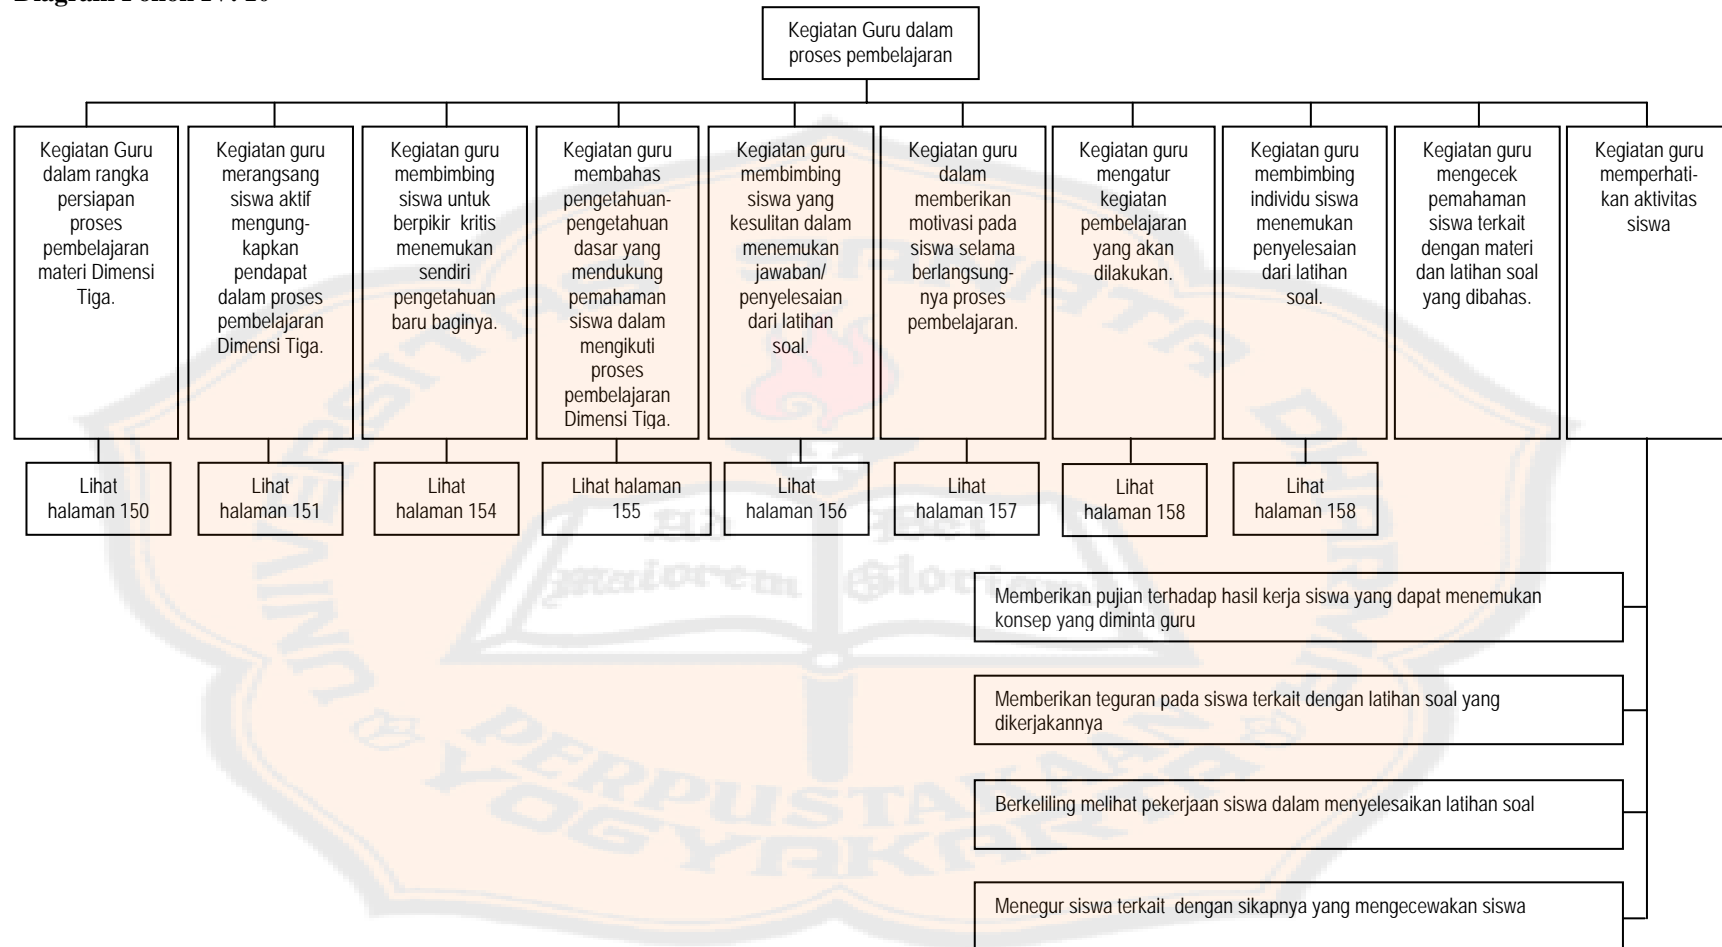 Kegiatan Guru dalam
proses pembelajaran
Kegiatan Guru
dalam rangka
persiapan
proses
pembelajaran
materi Dimensi
Tiga.
Kegiatan guru
merangsang
siswa aktif
mengung-
kapkan
pendapat
dalam proses
pembelajaran
Dimensi Tiga.
Kegiatan guru
membimbing
siswa untuk
berpikir kritis
menemukan
sendiri
pengetahuan
baru baginya.
Kegiatan guru
membahas
pengetahuan-
pengetahuan
dasar yang
mendukung
pemahaman
siswa dalam
mengikuti
proses
pembelajaran
Dimensi Tiga.
Kegiatan guru
membimbing
siswa yang
kesulitan dalam
menemukan
jawaban/
penyelesaian
dari latihan
soal.
Kegiatan guru
dalam
memberikan
motivasi pada
siswa selama
berlangsung-
nya proses
pembelajaran.
Kegiatan guru
mengatur
kegiatan
pembelajaran
yang akan
dilakukan.
Kegiatan guru
membimbing
individu siswa
menemukan
penyelesaian
dari latihan
soal.
Kegiatan guru
mengecek
pemahaman
siswa terkait
dengan materi
dan latihan soal
yang dibahas.
Kegiatan guru
memperhati-
kan aktivitas
siswa
Lihat
halaman 150
Lihat
halaman 151
Lihat
halaman 154
Lihat halaman
155
Lihat
halaman 156
Lihat
halaman 157
Lihat
halaman 158
Lihat
halaman 158
Memberikan pujian terhadap hasil kerja siswa yang dapat menemukan
konsep yang diminta guru
Memberikan teguran pada siswa terkait dengan latihan soal yang
dikerjakannya
Berkeliling melihat pekerjaan siswa dalam menyelesaikan latihan soal
Menegur siswa terkait dengan sikapnya yang mengecewakan siswa
UNIVERSITAS SANATA DHARMA
Ad Dei
maiorem Gloriam
PERPUSTAKAAN
YOGYAKARTA